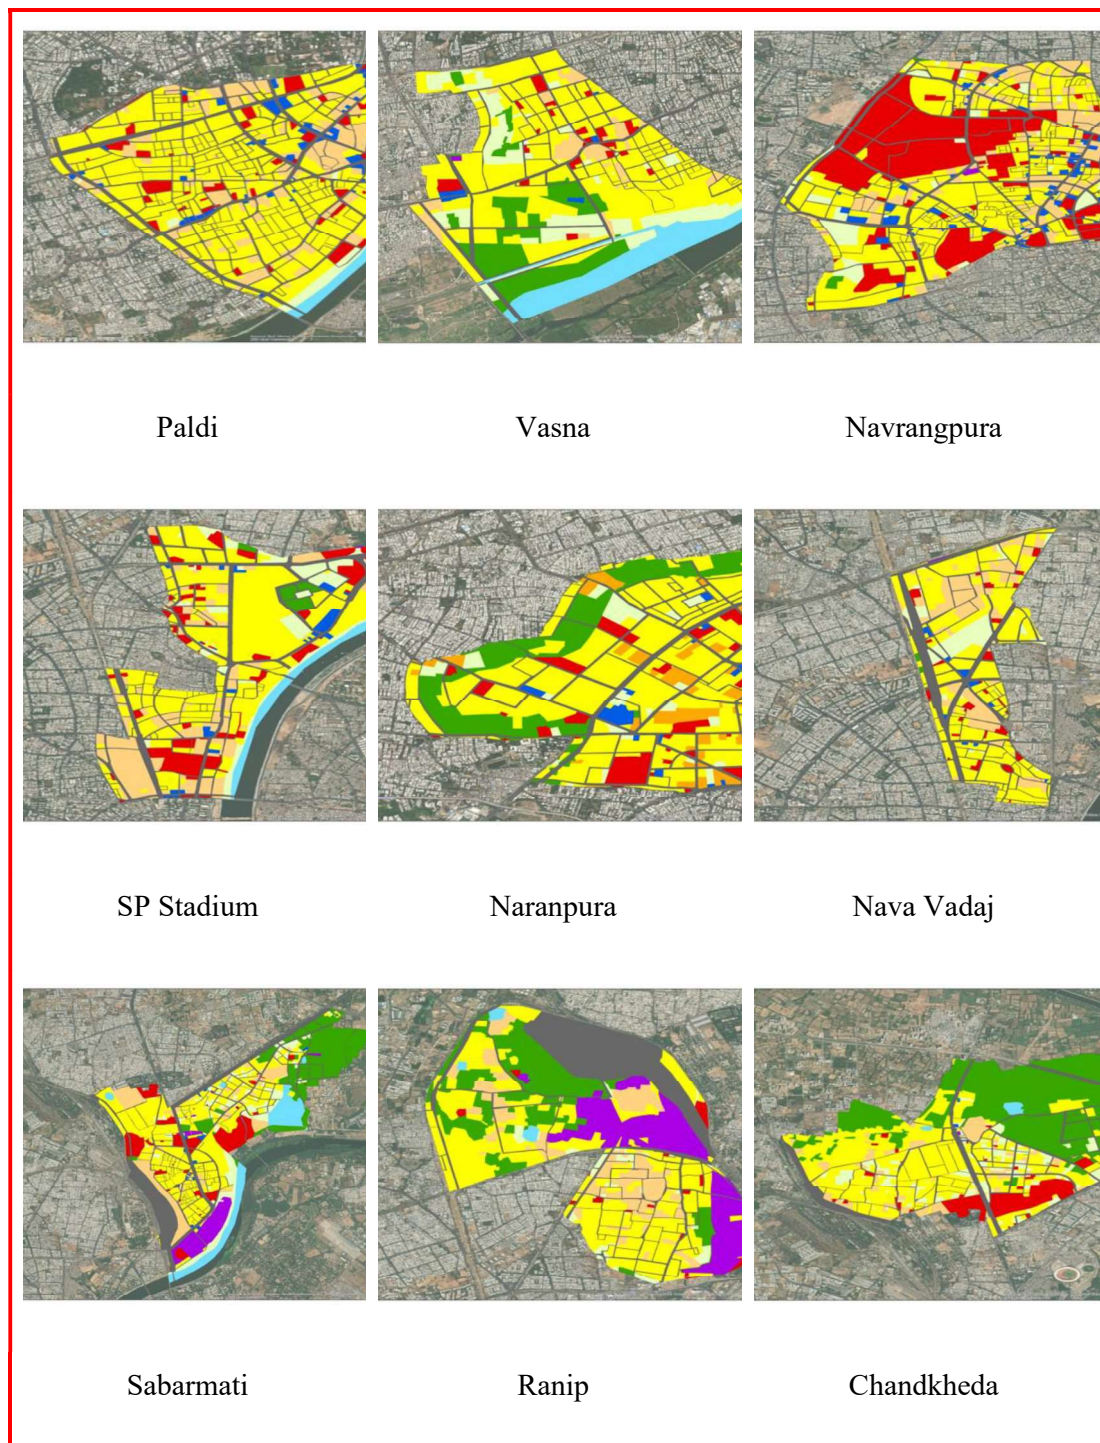 Paldi
Vasna
Navrangpura
SP Stadium
Naranpura
Nava Vadaj
Sabarmati
Ranip
Chandkheda